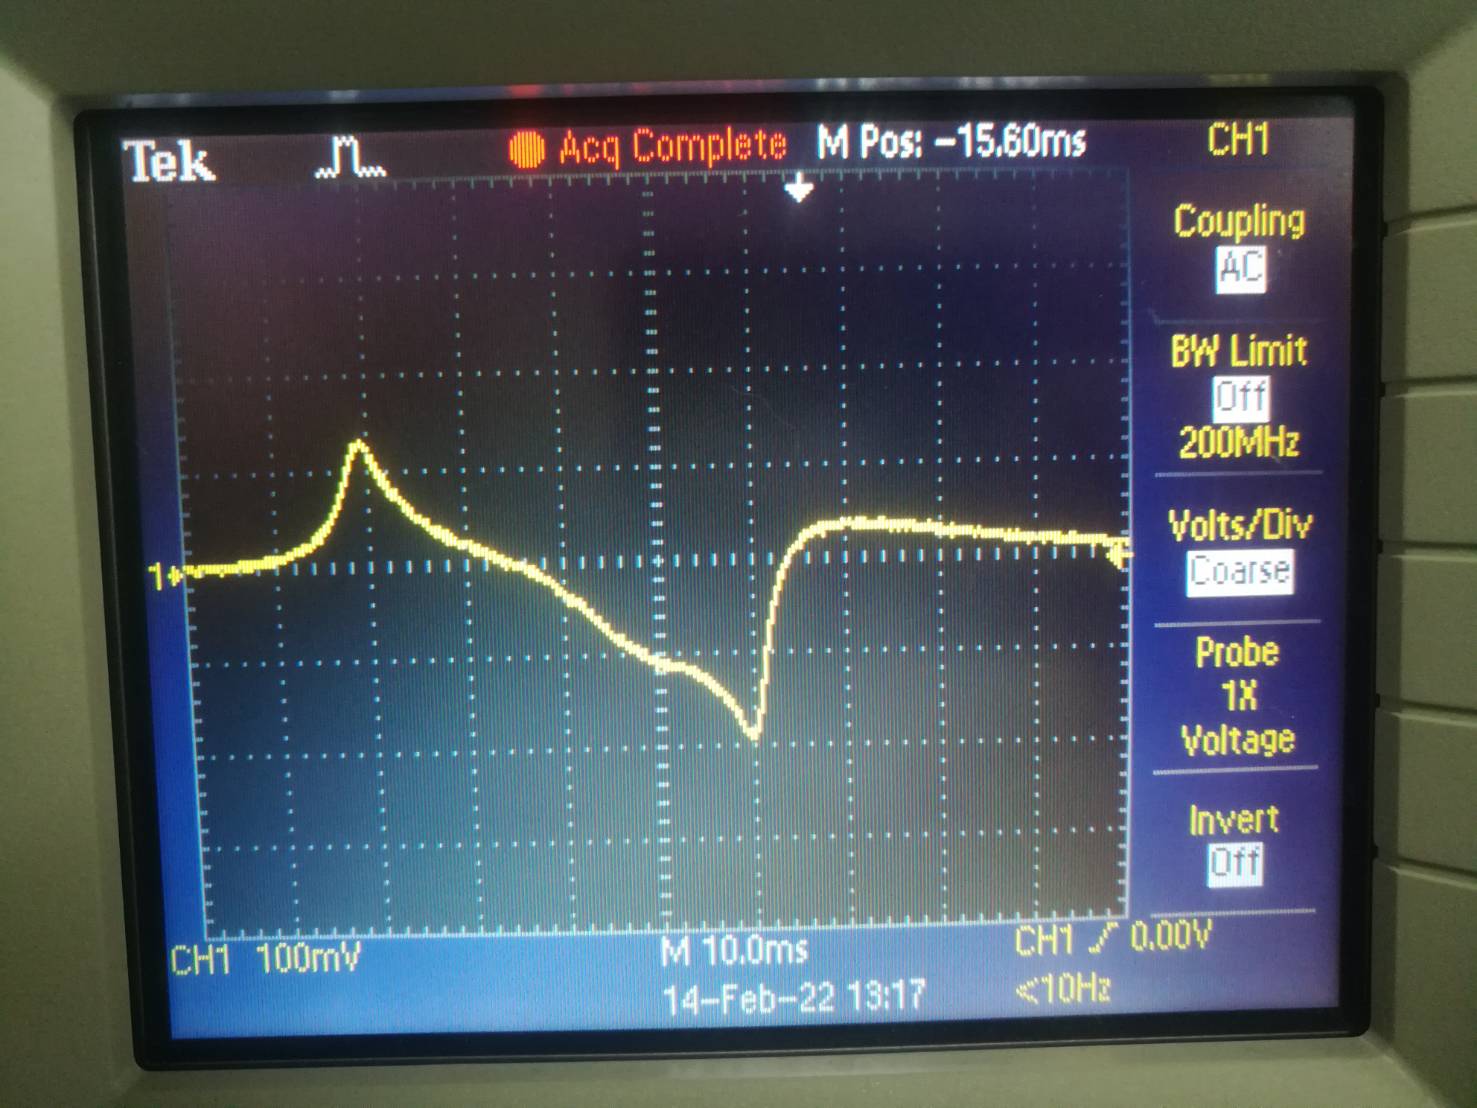 Tek
Acq Complete
M Pos: -15.60ms
CH1
Coupling
AC
BW Limit
Off
200MHz
Volts/Div
Coarse
Probe
1X
Voltage
Invert
Off
1
CH1 100mV
M 10.0ms
CH1
0.00V
14-Feb-22 13:17
<10Hz